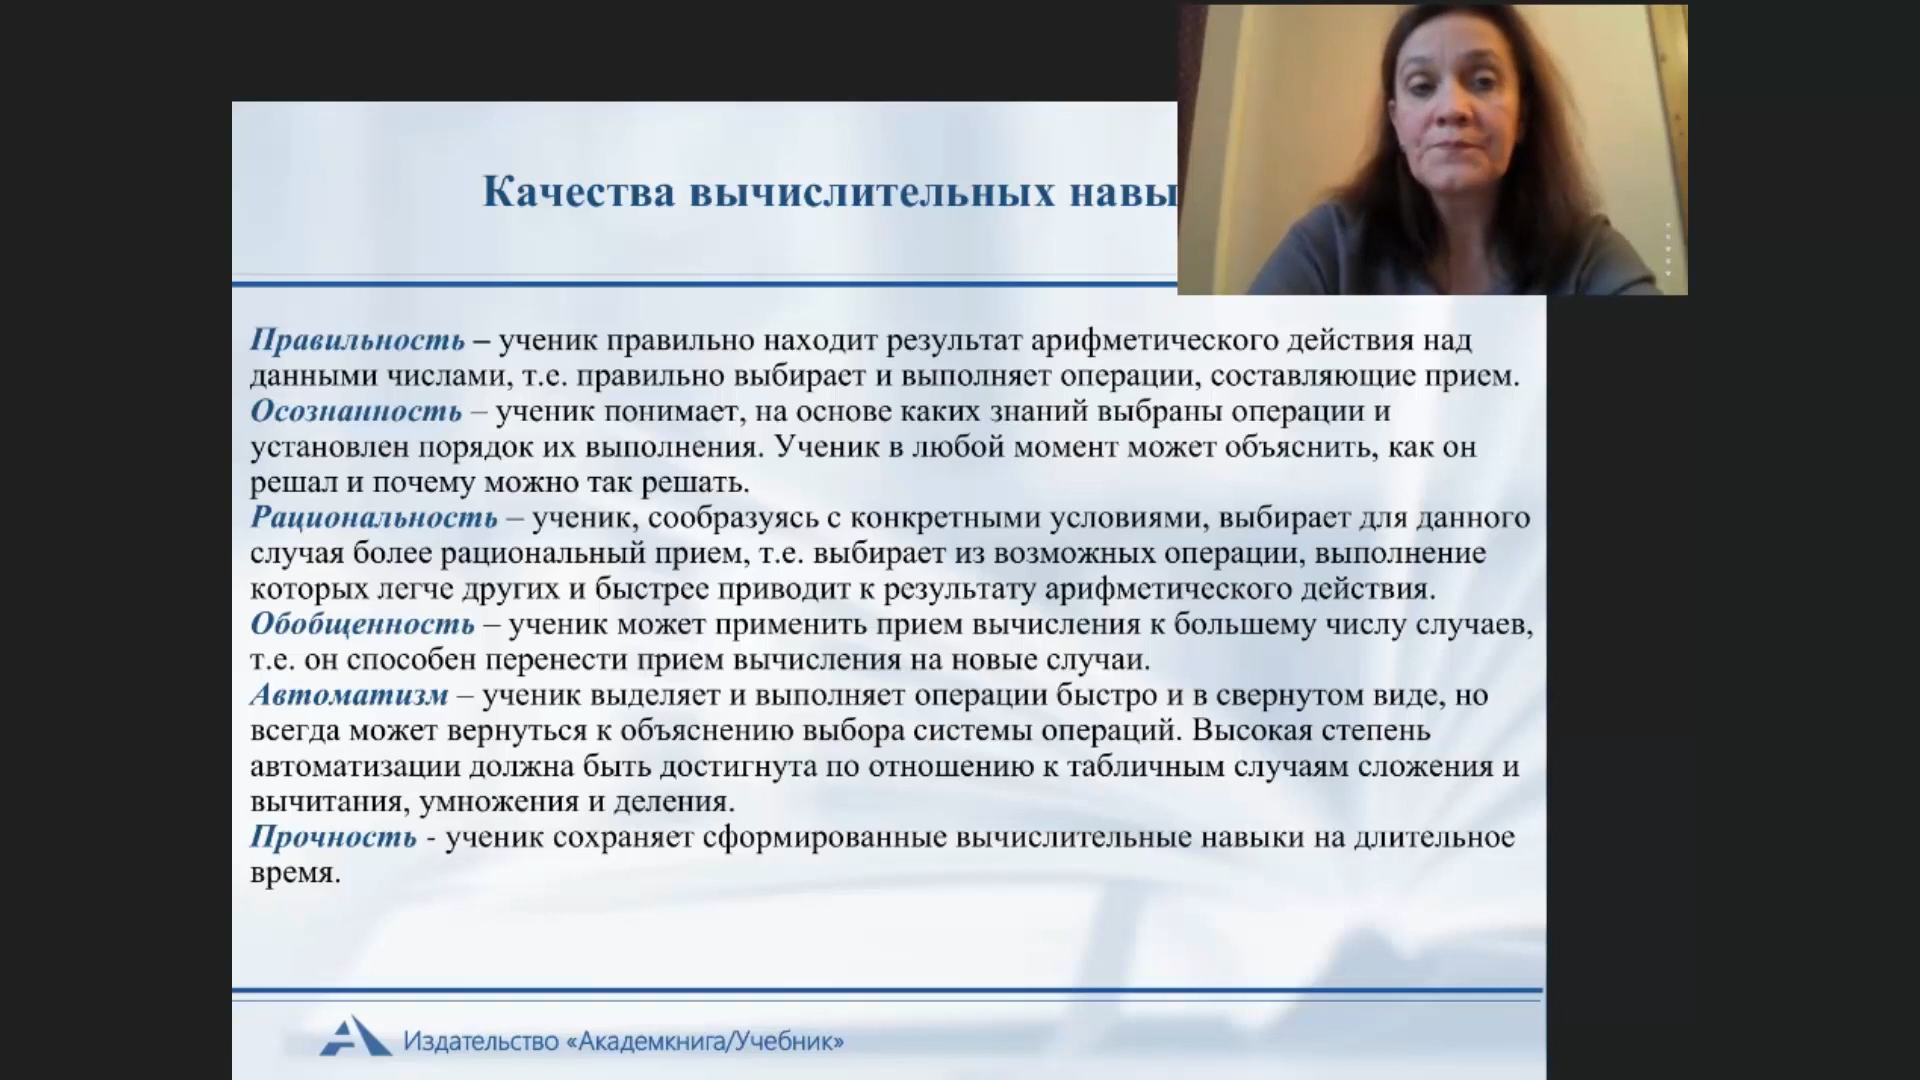 Качества вычислительных навы
Правильность – ученик правильно находит результат арифметического действия над
данными числами, т.е. правильно выбирает и выполняет операции, составляющие прием.
Осознанность – ученик понимает, на основе каких знаний выбраны операции и
установлен порядок их выполнения. Ученик в любой момент может объяснить, как он
решал и почему можно так решать.
Рациональность – ученик, сообразуясь с конкретными условиями, выбирает для данного
случая более рациональный прием, т.е. выбирает из возможных операции, выполнение
которых легче других и быстрее приводит к результату арифметического действия.
Обобщенность – ученик может применить прием вычисления к большему числу случаев,
т.е. он способен перенести прием вычисления на новые случаи.
Автоматизм – ученик выделяет и выполняет операции быстро и в свернутом виде, но
всегда может вернуться к объяснению выбора системы операций. Высокая степень
автоматизации должна быть достигнута по отношению к табличным случаям сложения и
вычитания, умножения и деления.
Прочность - ученик сохраняет сформированные вычислительные навыки на длительное
время.
Издательство «Академкнига/Учебник»